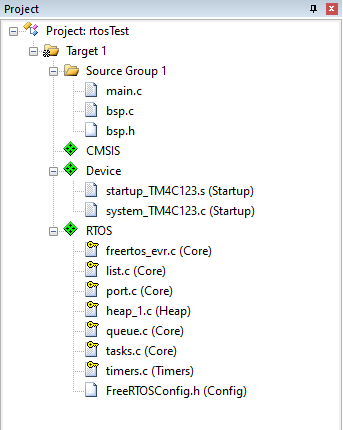 Project
Project: rtosTest
Target 1
Source Group 1
main.c
bsp.c
bsp.h
CMSIS
Device
startup_TM4C123.s (Startup)
system_TM4C123.c (Startup)
RTOS
freertos_evr.c (Core)
list.c (Core)
port.c (Core)
heap_1.c (Heap)
queue.c (Core)
tasks.c (Core)
timers.c (Timers)
FreeRTOSConfig.h (Config)